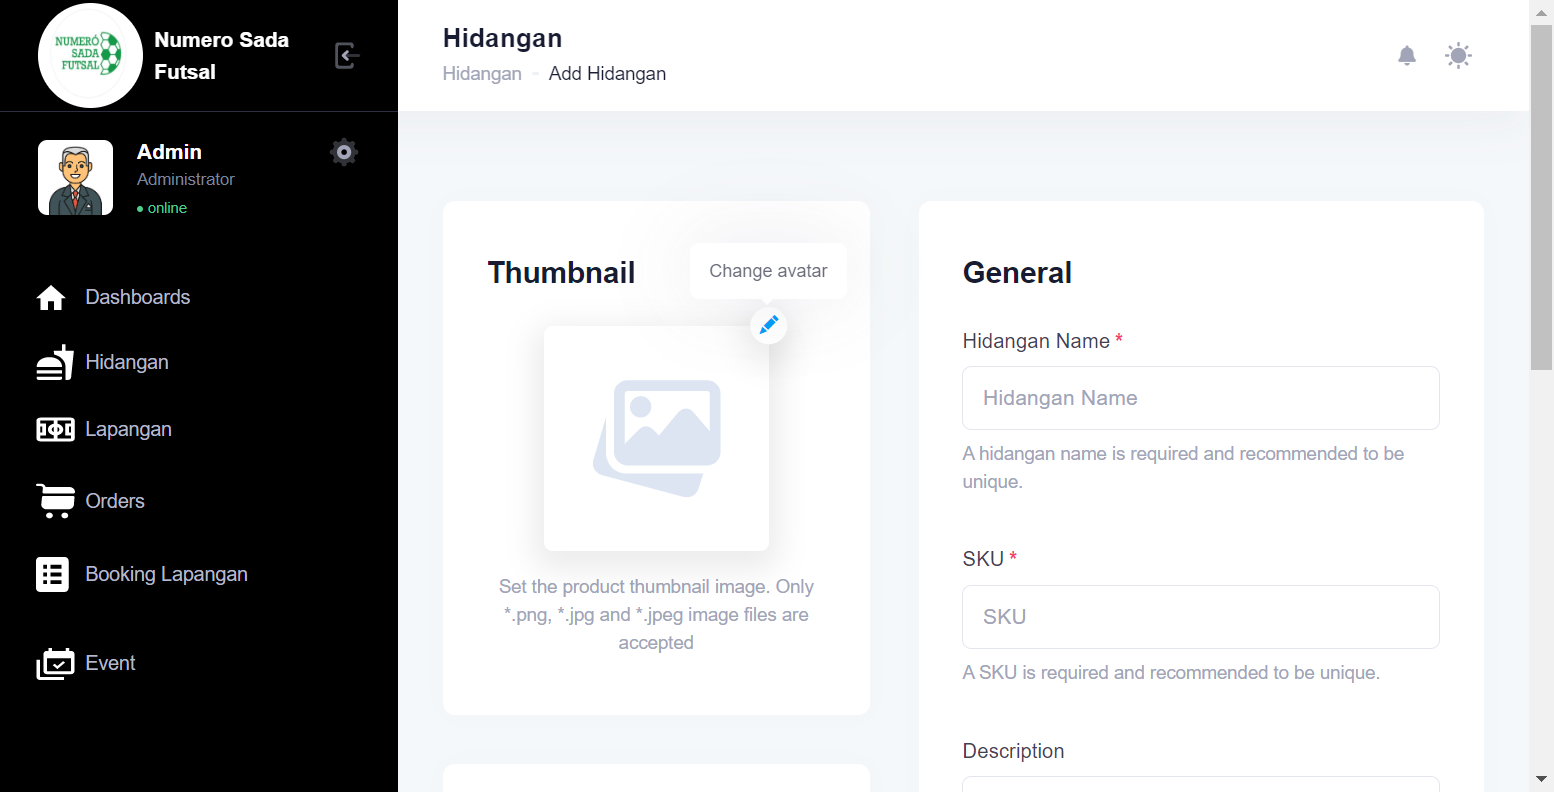 NUMERÓ
SADA
FUTSAL
Numero Sada
Futsal
Admin
Administrator
online
Dashboards
Hidangan
Lapangan
Orders
Booking Lapangan
Event
Hidangan
Hidangan - Add Hidangan
Thumbnail
Change avatar
Set the product thumbnail image. Only
*.png, *.jpg and *.jpeg image files are
accepted
General
Hidangan Name *
Hidangan Name
A hidangan name is required and recommended to be
unique.
SKU *
SKU
A SKU is required and recommended to be unique.
Description